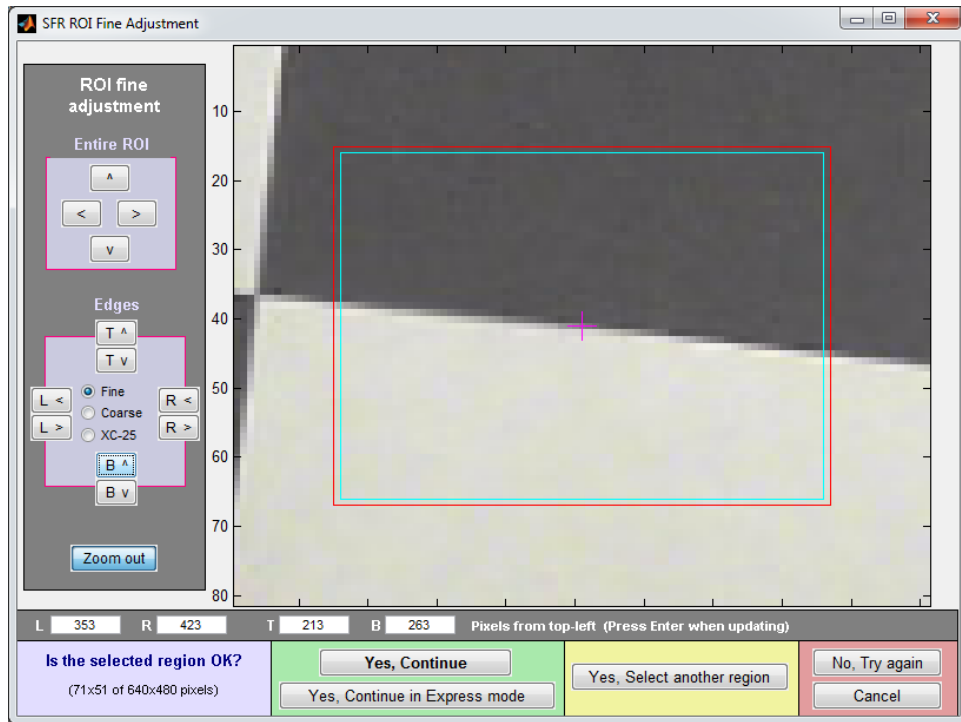 SFR ROI Fine Adjustment
ROI fine
adjustment
Entire ROI
^
< >
v
Edges
T ^
T v
Fine
Coarse
XC-25
L <
L >
R <
R >
B ^
B v
Zoom out
10
20
30
40
50
60
70
80
L 353 R 423 T 213 B 263 Pixels from top-left (Press Enter when updating)
Is the selected region OK?
(71x51 of 640x480 pixels)
Yes, Continue
Yes, Continue in Express mode
Yes, Select another region
No, Try again
Cancel